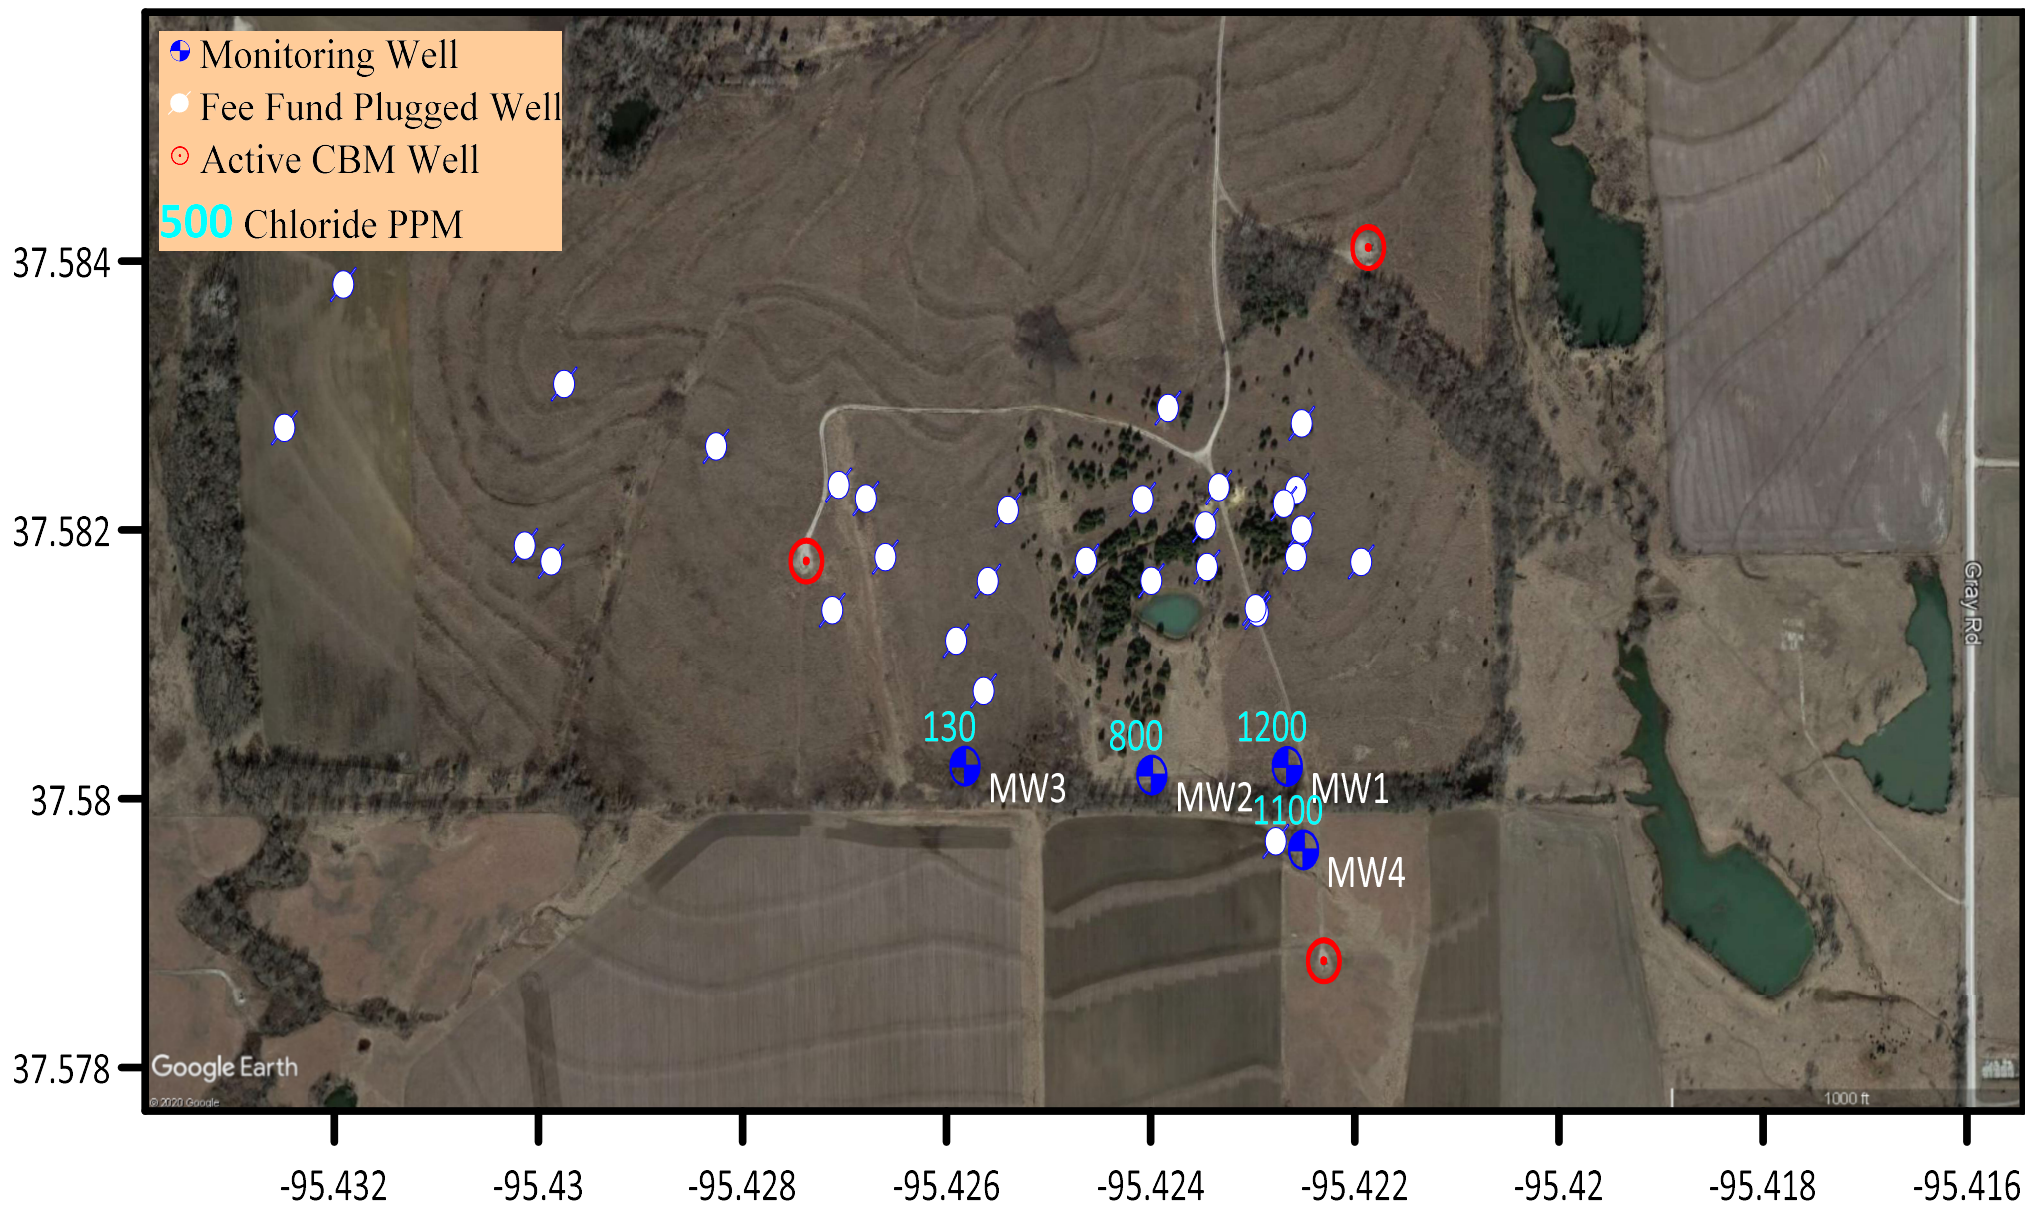 Monitoring Well
Fee Fund Plugged Well
Active CBM Well
500 Chloride PPM
37.584
37.582
37.58
37.578
Gray Rd
130
800
1200
MW3
MW2
MW1
1100
MW4
Google Earth
© 2020 Google
1000 ft
-95.432
-95.43
-95.428
-95.426
-95.424
-95.422
-95.42
-95.418
-95.416